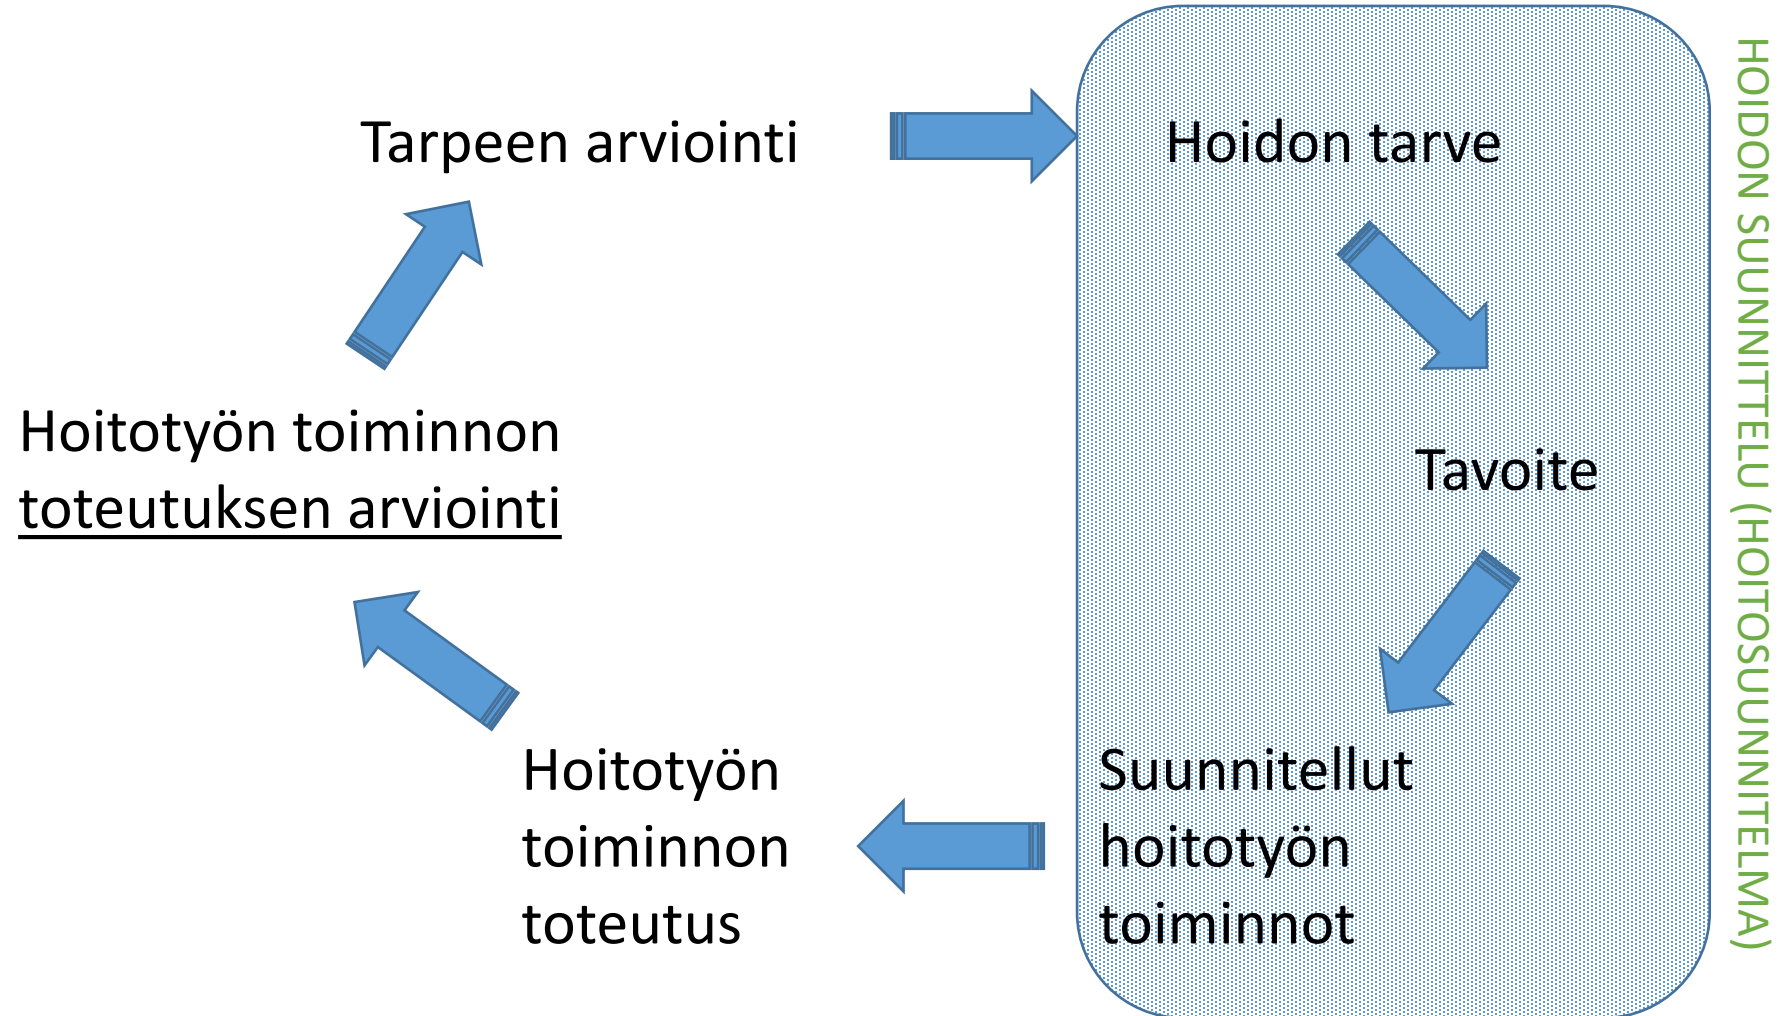 Tarpeen arviointi
Hoidon tarve
Tavoite
Suunnitellut
hoitotyön
toiminnot
Hoitotyön
toiminnon
toteutus
Hoitotyön toiminnon
toteutuksen arviointi
HOIDON SUUNNITTELU (HOITOSUUNNITELMA)